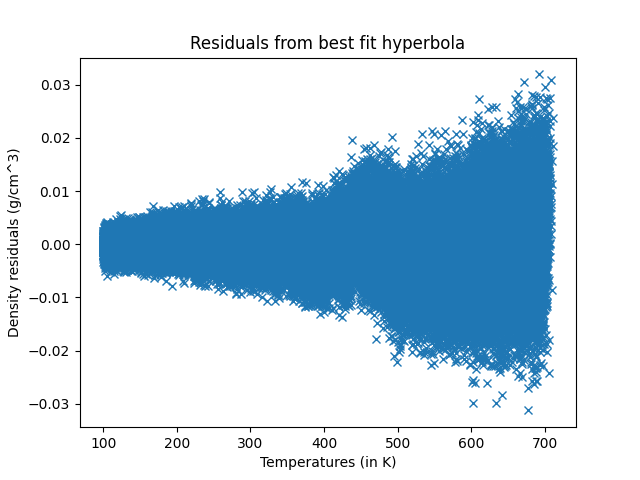 Residuals from best fit hyperbola
0.03
0.02
0.01
0.00
−0.01
−0.02
−0.03
Density residuals (g/cm^3)
100 200 300 400 500 600 700
Temperatures (in K)